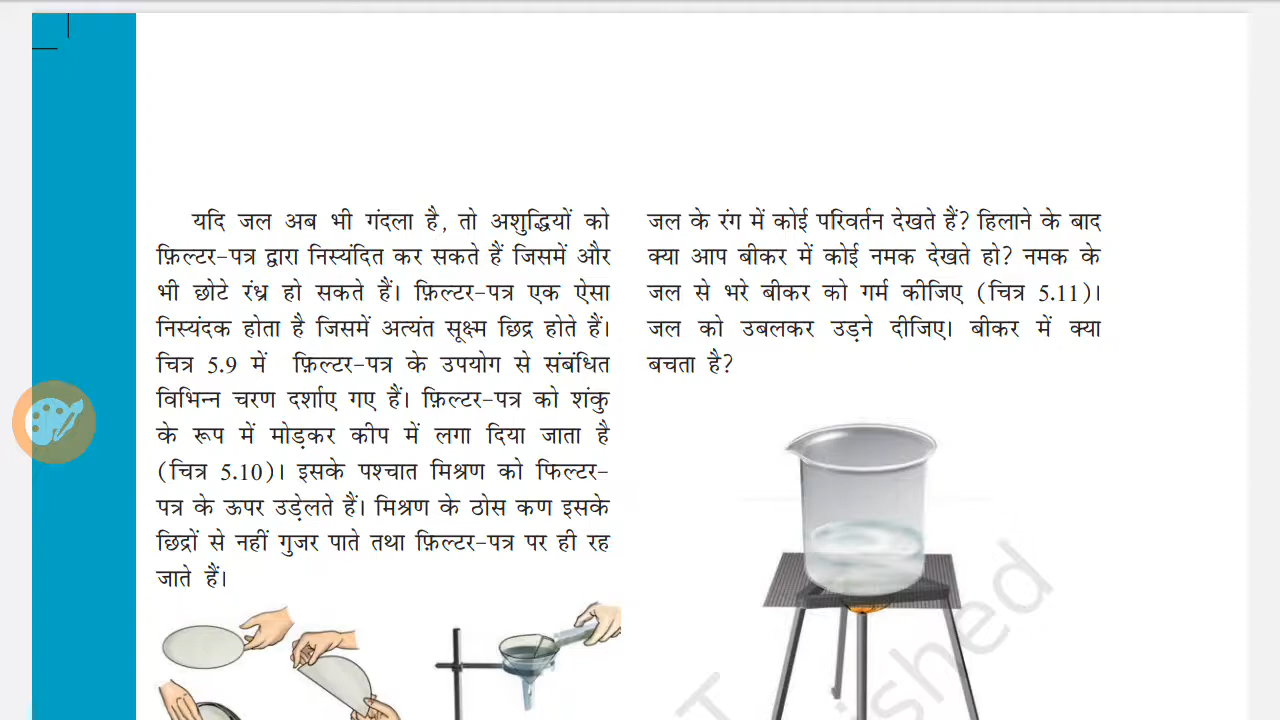 यदि जल अब भी गंदला है, तो अशुद्धियों को
फ़िल्टर-पत्र द्वारा निस्यंदित कर सकते हैं जिसमें और
भी छोटे रंध्र हो सकते हैं। फ़िल्टर-पत्र एक ऐसा
निस्यंदक होता है जिसमें अत्यंत सूक्ष्म छिद्र होते हैं।
चित्र 5.9 में फ़िल्टर-पत्र के उपयोग से संबंधित
विभिन्न चरण दर्शाए गए हैं। फ़िल्टर-पत्र को शंकु
के रूप में मोड़कर कीप में लगा दिया जाता है
(चित्र 5.10)। इसके पश्चात मिश्रण को फिल्टर-
पत्र के ऊपर उड़ेलते हैं। मिश्रण के ठोस कण इसके
छिद्रों से नहीं गुजर पाते तथा फ़िल्टर-पत्र पर ही रह
जाते हैं।
जल के रंग में कोई परिवर्तन देखते हैं? हिलाने के बाद
क्या आप बीकर में कोई नमक देखते हो? नमक के
जल से भरे बीकर को गर्म कीजिए (चित्र 5.11)।
जल को उबलकर उड़ने दीजिए। बीकर में क्या
बचता है?